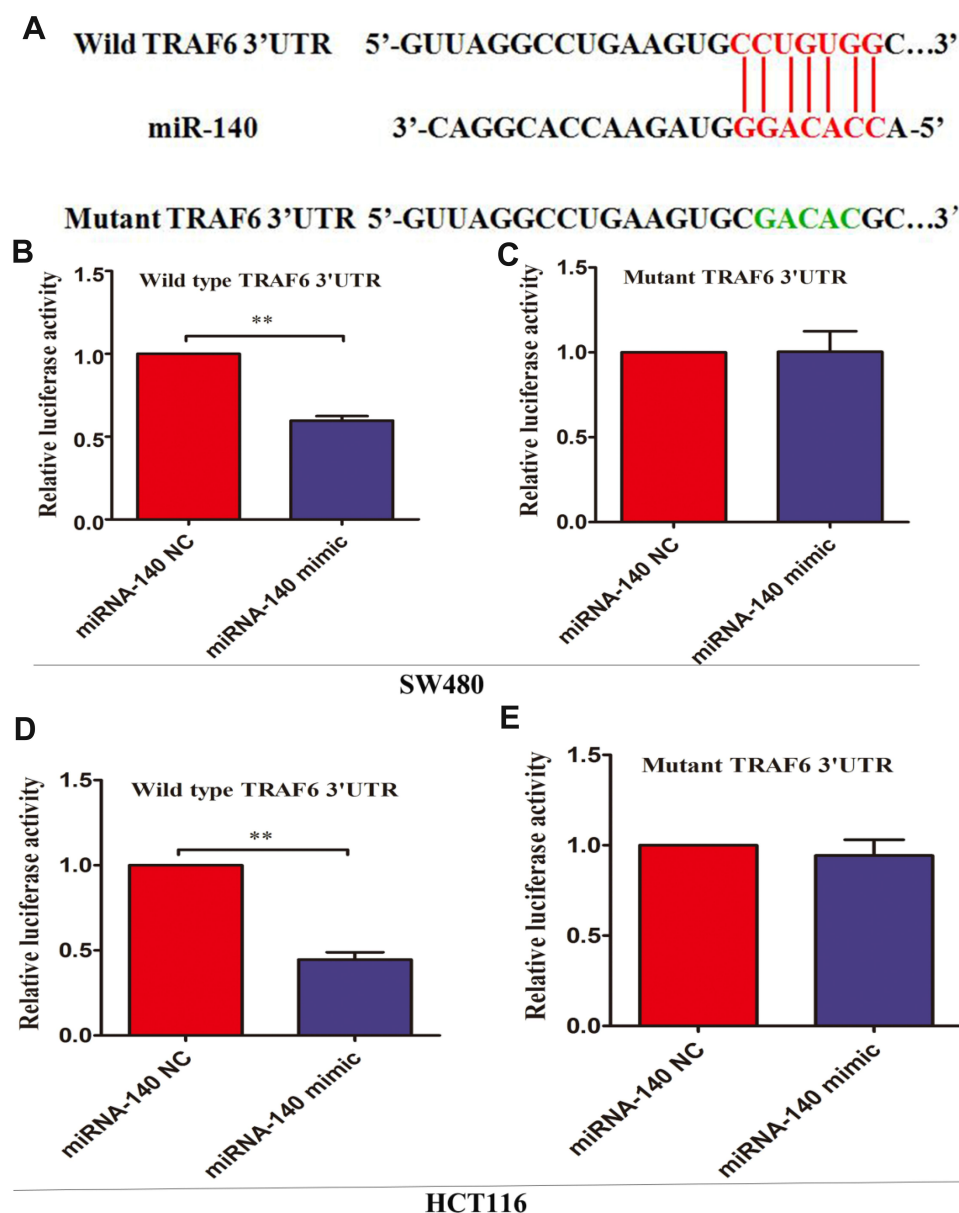 A
Wild TRAF6 3’UTR 5’-GUUAGGCCUGAAGUGCCUGUGGC…3’
miR-140 3’-CAGGCACCAAGAUGGGACACCA-5’
Mutant TRAF6 3’UTR 5’-GUUAGGCCUGAAGUGCGACACGC…3’
B
Wild type TRAF6 3'UTR
Relative luciferase activity
1.5
1.0
0.5
0.0
**
miRNA-140 NC
miRNA-140 mimic
C
Mutant TRAF6 3'UTR
Relative luciferase activity
1.5
1.0
0.5
0.0
miRNA-140 NC
miRNA-140 mimic
SW480
D
Wild type TRAF6 3'UTR
Relative luciferase activity
1.5
1.0
0.5
0.0
**
miRNA-140 NC
miRNA-140 mimic
E
Mutant TRAF6 3'UTR
Relative luciferase activity
1.5
1.0
0.5
0.0
miRNA-140 NC
miRNA-140 mimic
HCT116